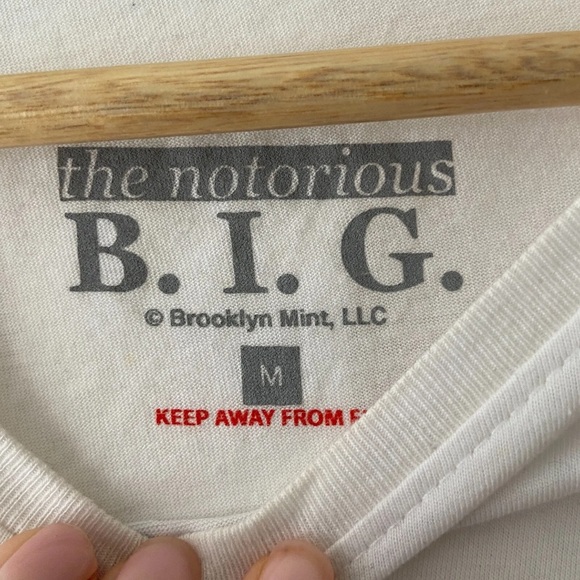 the notorious
B. I. G.
© Brooklyn Mint, LLC
M
KEEP AWAY FROM